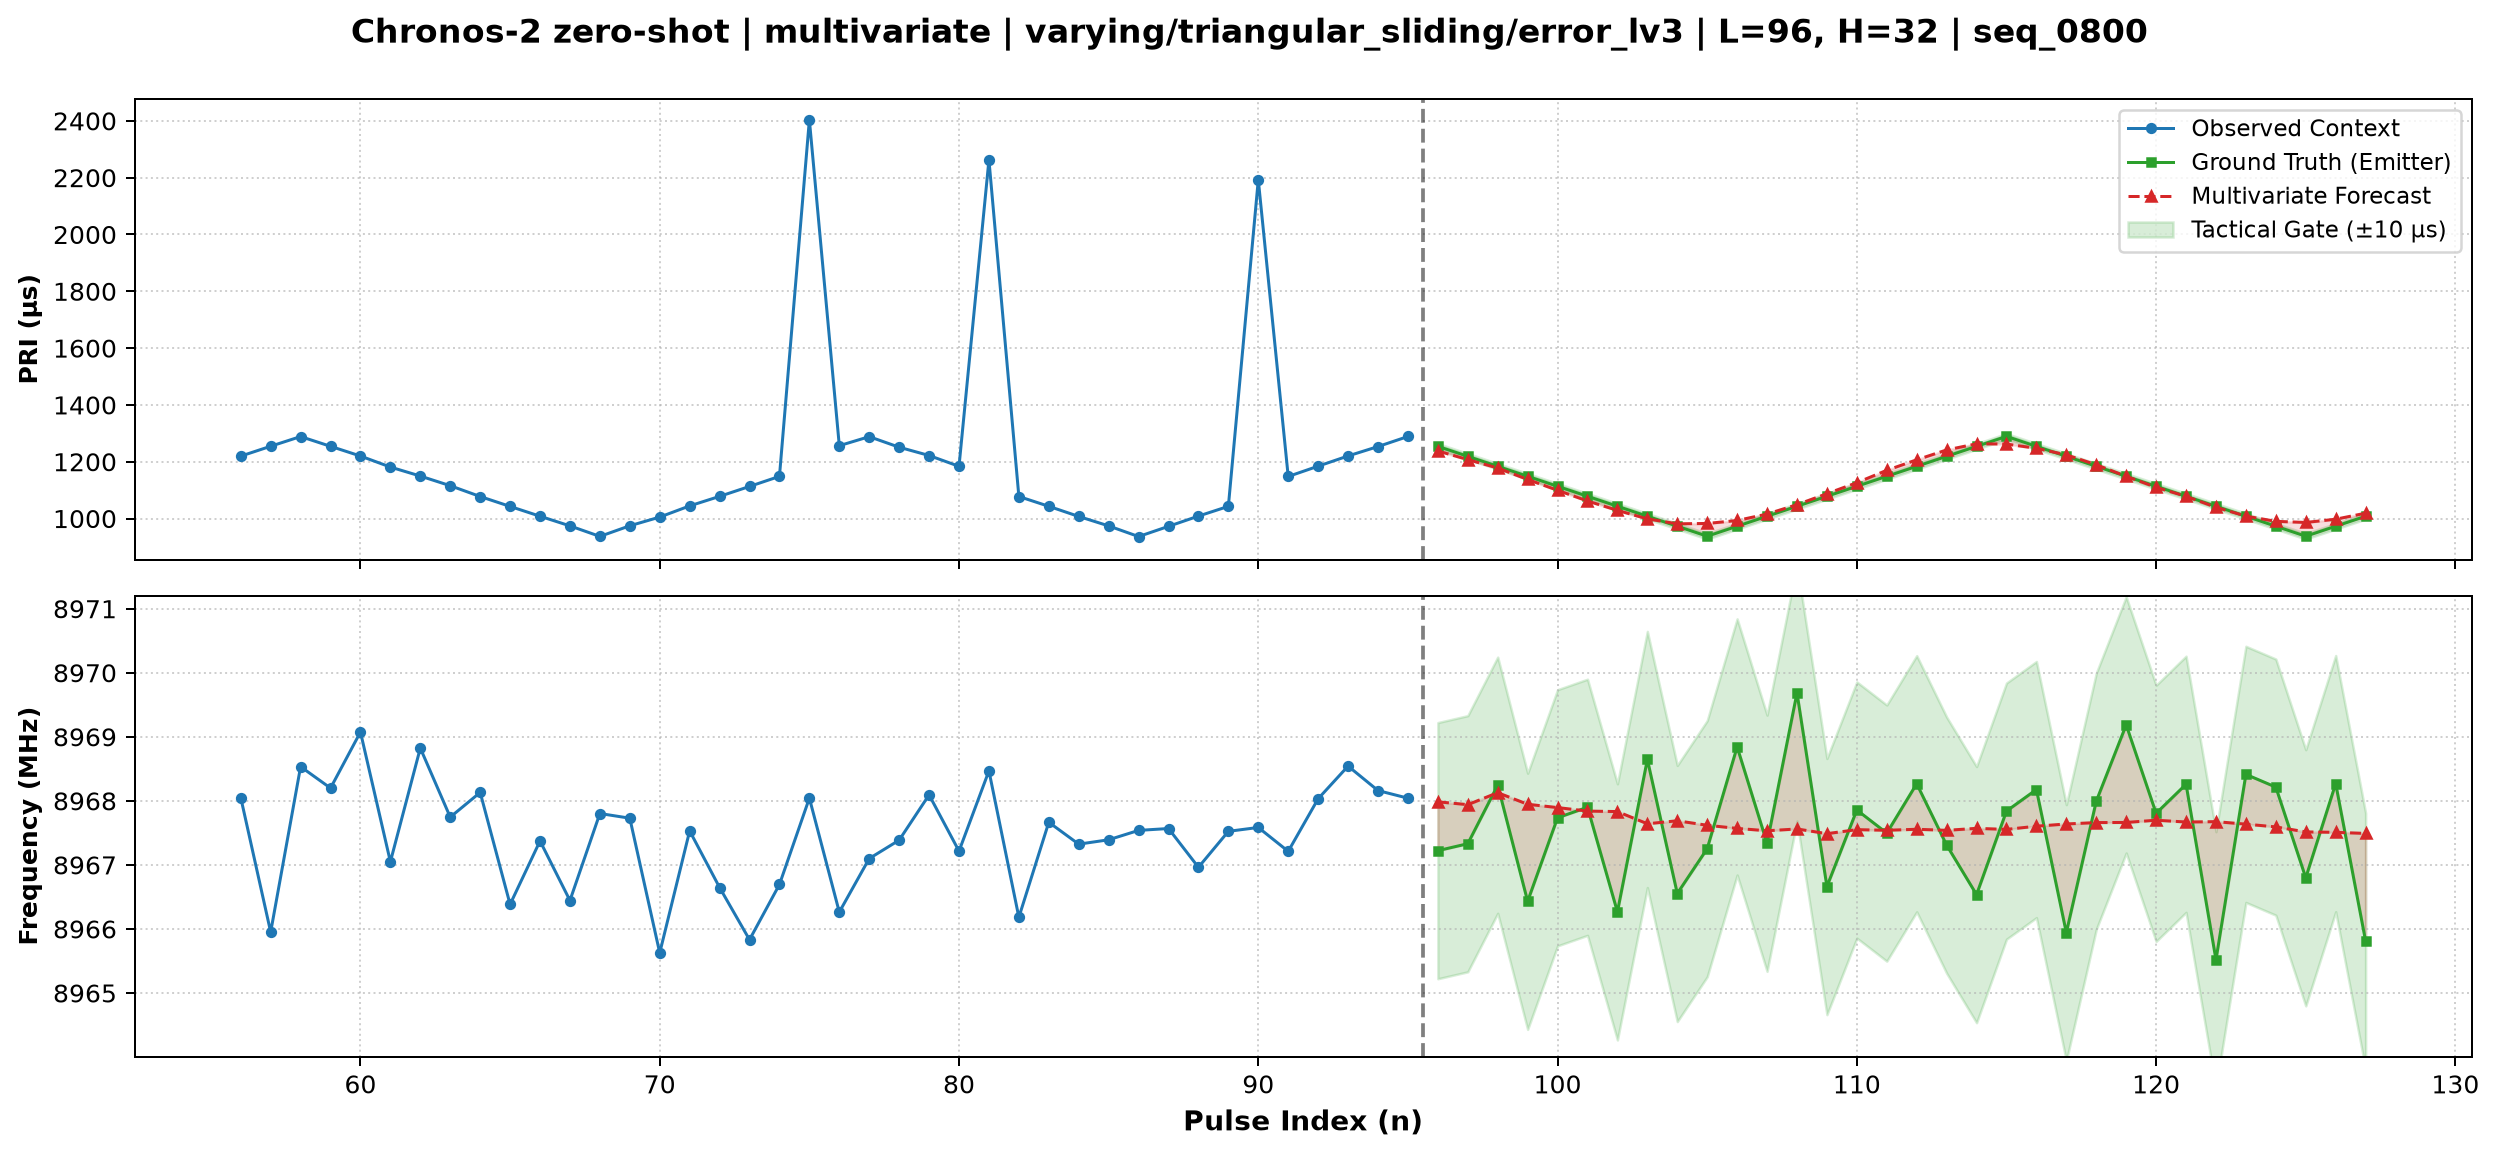 Chronos-2 zero-shot | multivariate | varying/triangular_sliding/error_lv3 | L=96, H=32 | seq_0800
2400
2200
2000
1800
1600
1400
1200
1000
PRI (µs)
Observed Context
Ground Truth (Emitter)
Multivariate Forecast
Tactical Gate (±10 µs)
8971
8970
8969
8968
8967
8966
8965
Frequency (MHz)
60 70 80 90 100 110 120 130
Pulse Index (n)